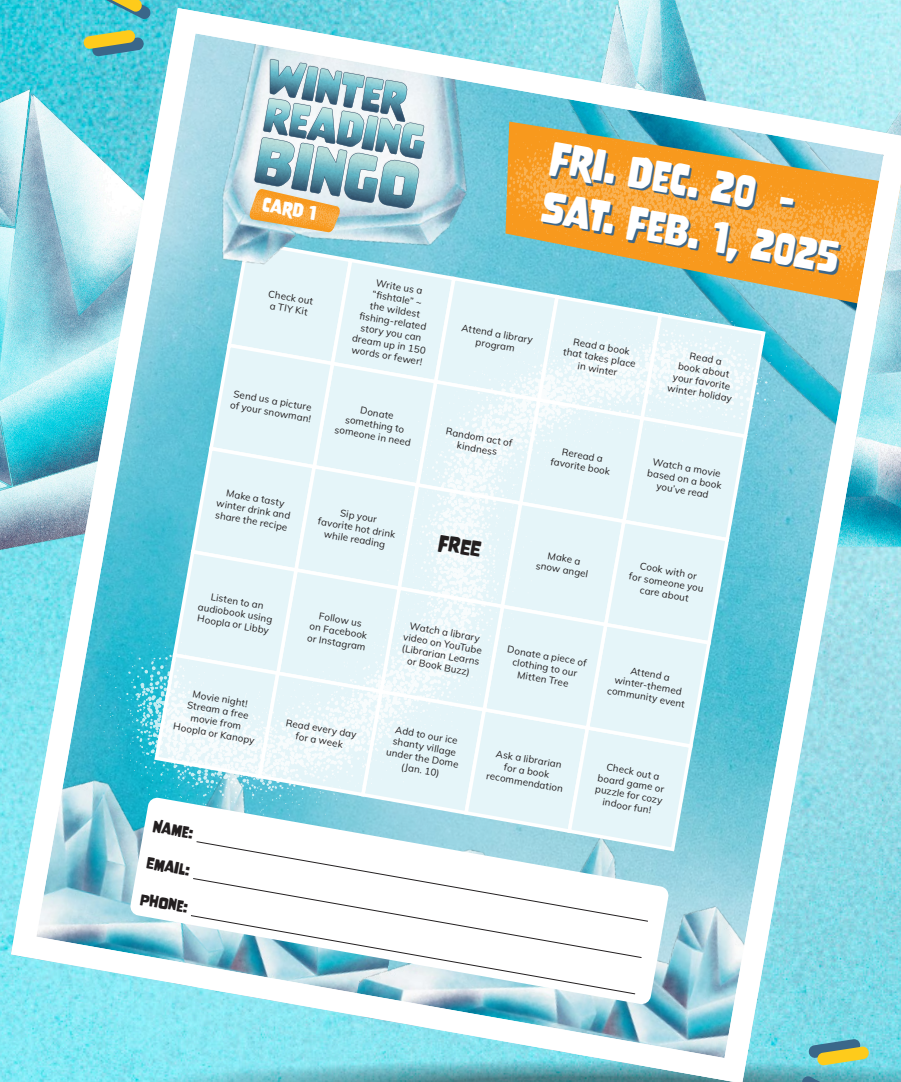 WINTER
READING
BINGO
CARD 1
FRI. DEC. 20 -
SAT. FEB. 1, 2025
Check out
a TIY Kit
Write us a
"fishtale" –
the wildest
fishing-related
story you can
dream up in 150
words or fewer!
Attend a library
program
Read a book
that takes place
in winter
Read a
book about
your favorite
winter holiday
Send us a picture
of your snowman!
Donate
something to
someone in need
Random act of
kindness
Reread a
favorite book
Watch a movie
based on a book
you've read
Make a tasty
winter drink and
share the recipe
Sip your
favorite hot drink
while reading
FREE
Make a
snow angel
Cook with or
for someone you
care about
Listen to an
audiobook using
Hoopla or Libby
Follow us
on Facebook
or Instagram
Watch a library
video on YouTube
(Librarian Learns
or Book Buzz)
Donate a piece of
clothing to our
Mitten Tree
Attend a
winter-themed
community event
Movie night!
Stream a free
movie from
Hoopla or Kanopy
Read every day
for a week
Add to our ice
shanty village
under the Dome
(Jan. 10)
Ask a librarian
for a book
recommendation
Check out a
board game or
puzzle for cozy
indoor fun!
NAME:
EMAIL:
PHONE: